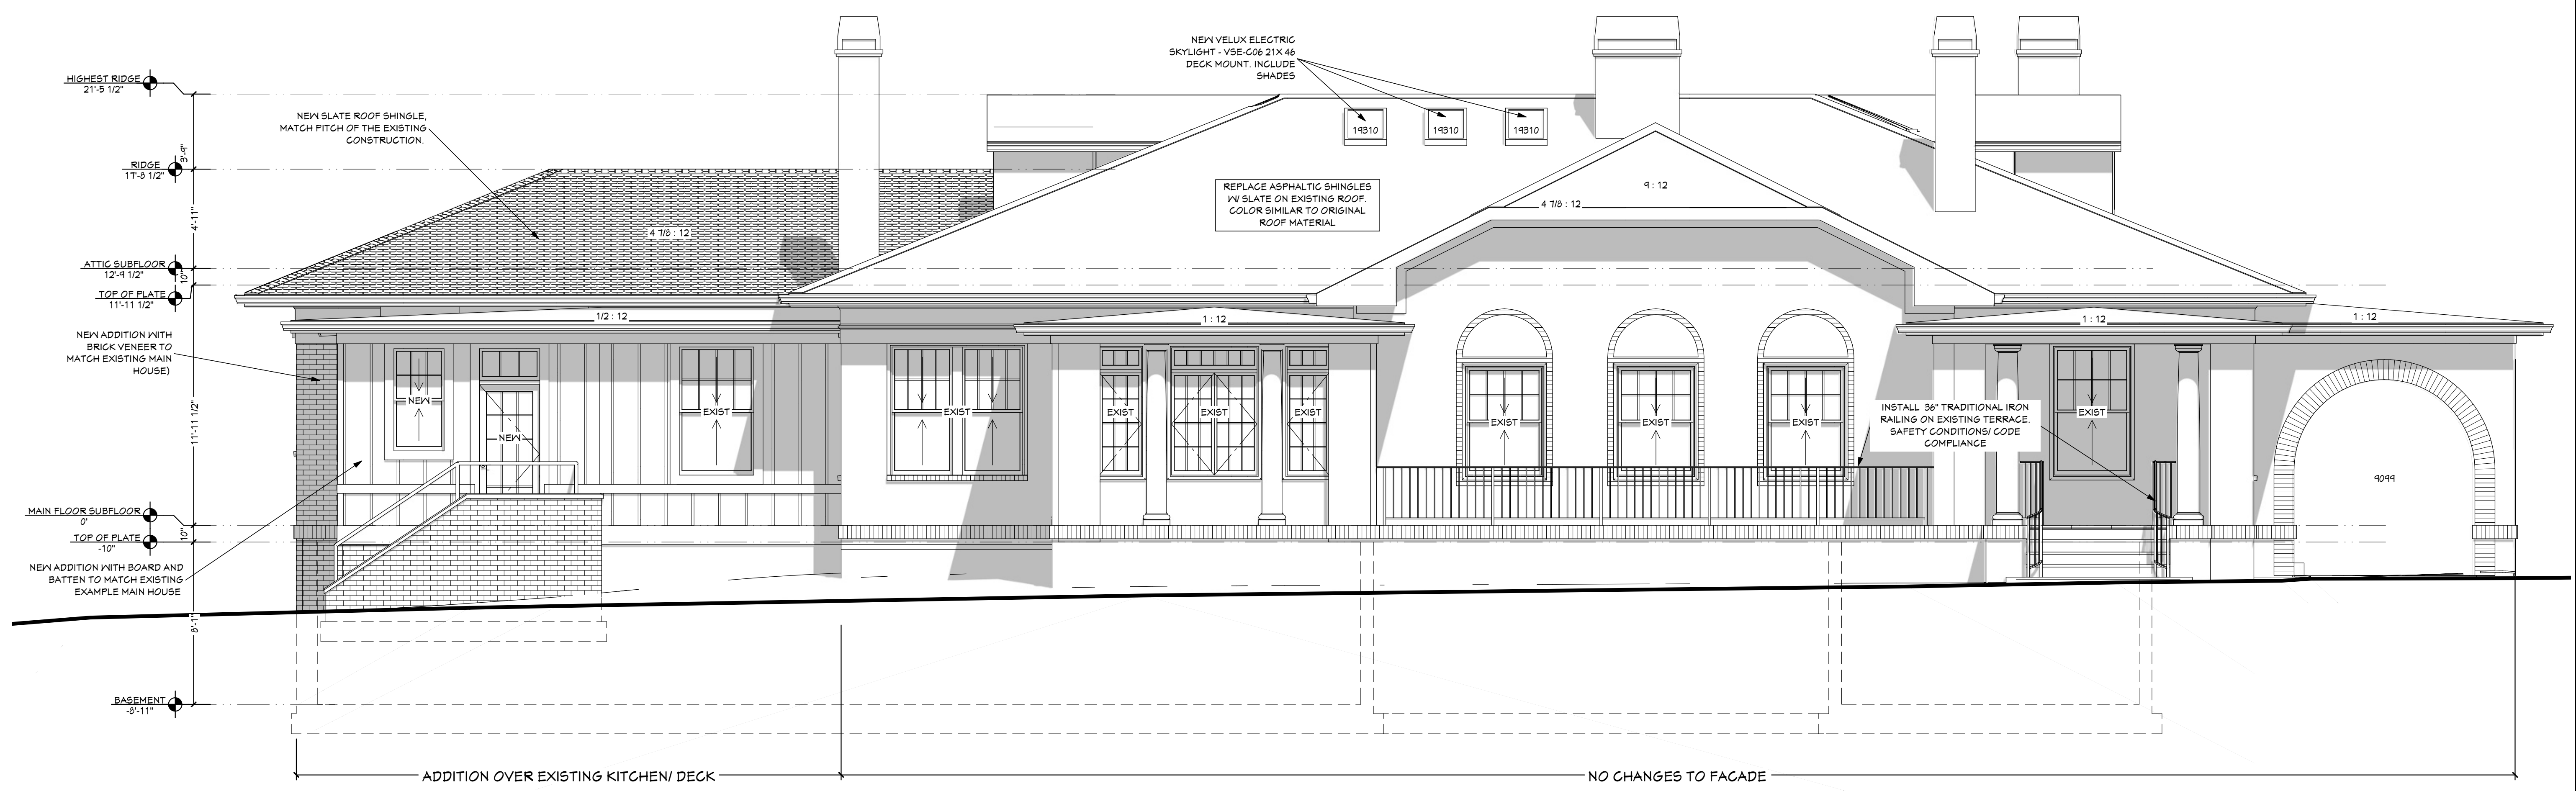 NEW VELUX ELECTRIC
SKYLIGHT - VSE-C06 21X 46
DECK MOUNT. INCLUDE
SHADES
HIGHEST RIDGE
21'-5 1/2"
NEW SLATE ROOF SHINGLE,
MATCH PITCH OF THE EXISTING
CONSTRUCTION.
19310
19310
19310
3'-9"
RIDGE
17'-8 1/2"
REPLACE ASPHALTIC SHINGLES
W/ SLATE ON EXISTING ROOF.
COLOR SIMILAR TO ORIGINAL
ROOF MATERIAL
9 : 12
4 7/8 : 12
4'-11"
4 7/8 : 12
ATTIC SUBFLOOR
12'-9 1/2"
10"
TOP OF PLATE
11'-11 1/2"
1/2 : 12
1 : 12
1 : 12
1 : 12
NEW ADDITION WITH
BRICK VENEER TO
MATCH EXISTING MAIN
HOUSE)
NEW
NEW
EXIST
EXIST
EXIST
EXIST
EXIST
EXIST
EXIST
EXIST
EXIST
INSTALL 36" TRADITIONAL IRON
RAILING ON EXISTING TERRACE.
SAFETY CONDITIONS/ CODE
COMPLIANCE
11'-11 1/2"
9099
MAIN FLOOR SUBFLOOR
0'
10"
TOP OF PLATE
-10"
NEW ADDITION WITH BOARD AND
BATTEN TO MATCH EXISTING
EXAMPLE MAIN HOUSE
8'-1"
BASEMENT
-8'-11"
ADDITION OVER EXISTING KITCHEN/ DECK
NO CHANGES TO FACADE